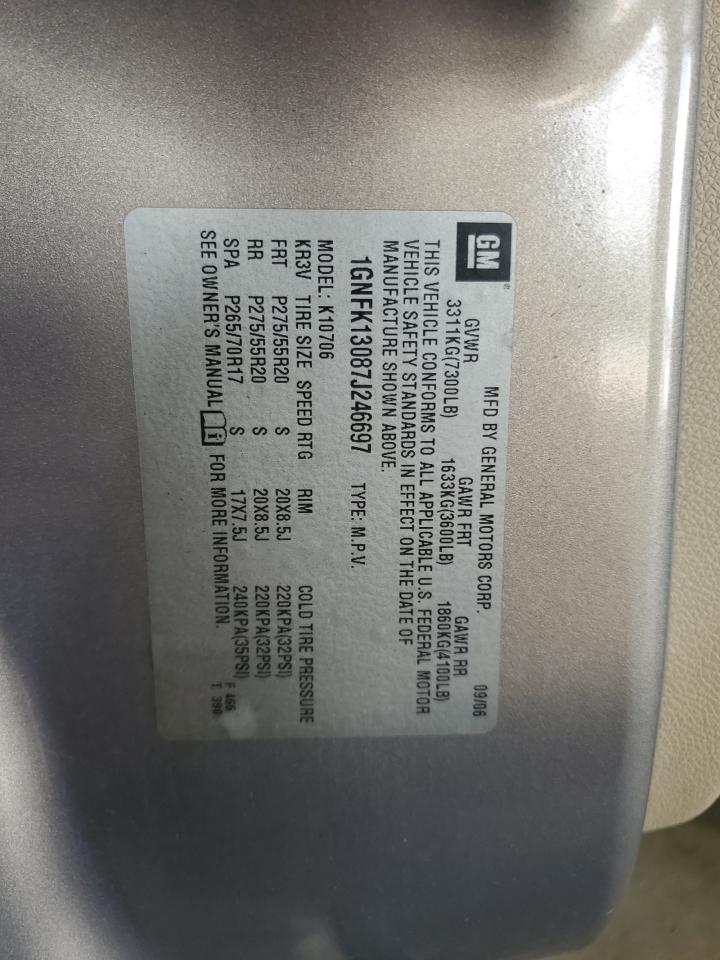 GM®
MFD BY GENERAL MOTORS CORP. 09/06
GVWR GAWR FRT GAWR RR
3311KG(7300LB) 1633KG(3600LB) 1860KG(4100LB)
THIS VEHICLE CONFORMS TO ALL APPLICABLE U.S. FEDERAL MOTOR
VEHICLE SAFETY STANDARDS IN EFFECT ON THE DATE OF
MANUFACTURE SHOWN ABOVE.
1GNFK13087J246697 TYPE: M.P.V.
MODEL: K10706
KR3V TIRE SIZE SPEED RTG RIM COLD TIRE PRESSURE
FRT P275/55R20 S 20X8.5J 220KPA(32PSI)
RR P275/55R20 S 20X8.5J 220KPA(32PSI)
SPA P265/70R17 S 17X7.5J 240KPA(35PSI)
SEE OWNER'S MANUAL FOR MORE INFORMATION.
F 466
T 390